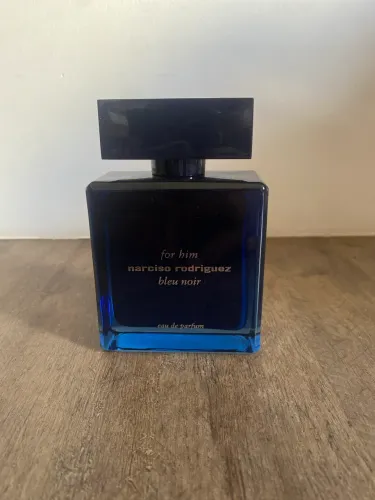 for him
narciso rodriguez
bleu noir
eau de parfum